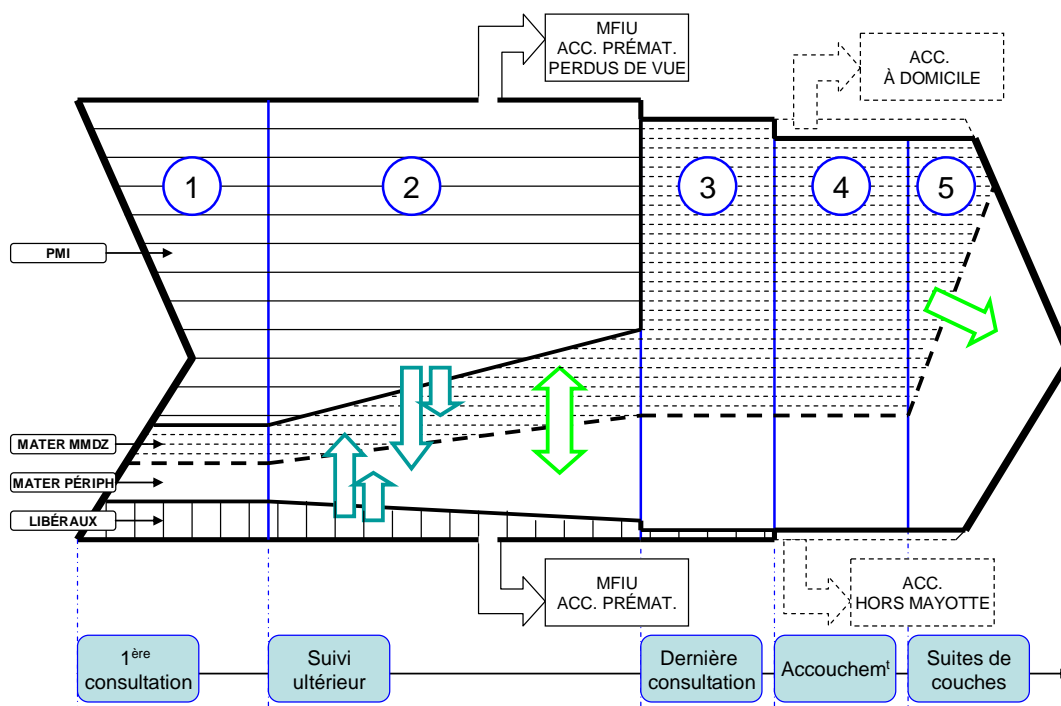 MFIU
ACC. PRÉMAT.
PERDUS DE VUE
ACC.
À DOMICILE
1
2
3
4
5
PMI
MATER MMDZ
MATER PÉRIPH
LIBÉRAUX
MFIU
ACC. PRÉMAT.
ACC.
HORS MAYOTTE
1ère
consultation
Suivi
ultérieur
Dernière
consultation
Accouchemt
Suites de
couches